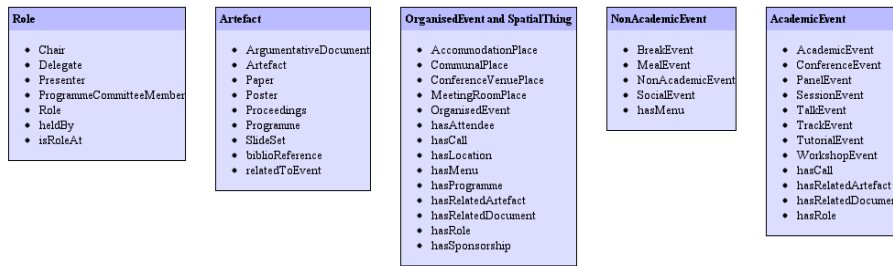 Role
Chair
Delegate
Presenter
ProgrammeCommitteeMember
Role
heldBy
isRoleAt
Artefact
ArgumentativeDocument
Artefact
Paper
Poster
Proceedings
Programme
SlideSet
biblioReference
relatedToEvent
OrganisedEvent and SpatialThing
AccommodationPlace
CommunalPlace
ConferenceVenuePlace
MeetingRoomPlace
OrganisedEvent
hasAttendee
hasCall
hasLocation
hasMenu
hasProgramme
hasRelatedArtefact
hasRelatedDocument
hasRole
hasSponsorship
NonAcademicEvent
BreakEvent
MealEvent
NonAcademicEvent
SocialEvent
hasMenu
AcademicEvent
AcademicEvent
ConferenceEvent
PanelEvent
SessionEvent
TalkEvent
TrackEvent
TutorialEvent
WorkshopEvent
hasCall
hasRelatedArtefact
hasRelatedDocumen
hasRole